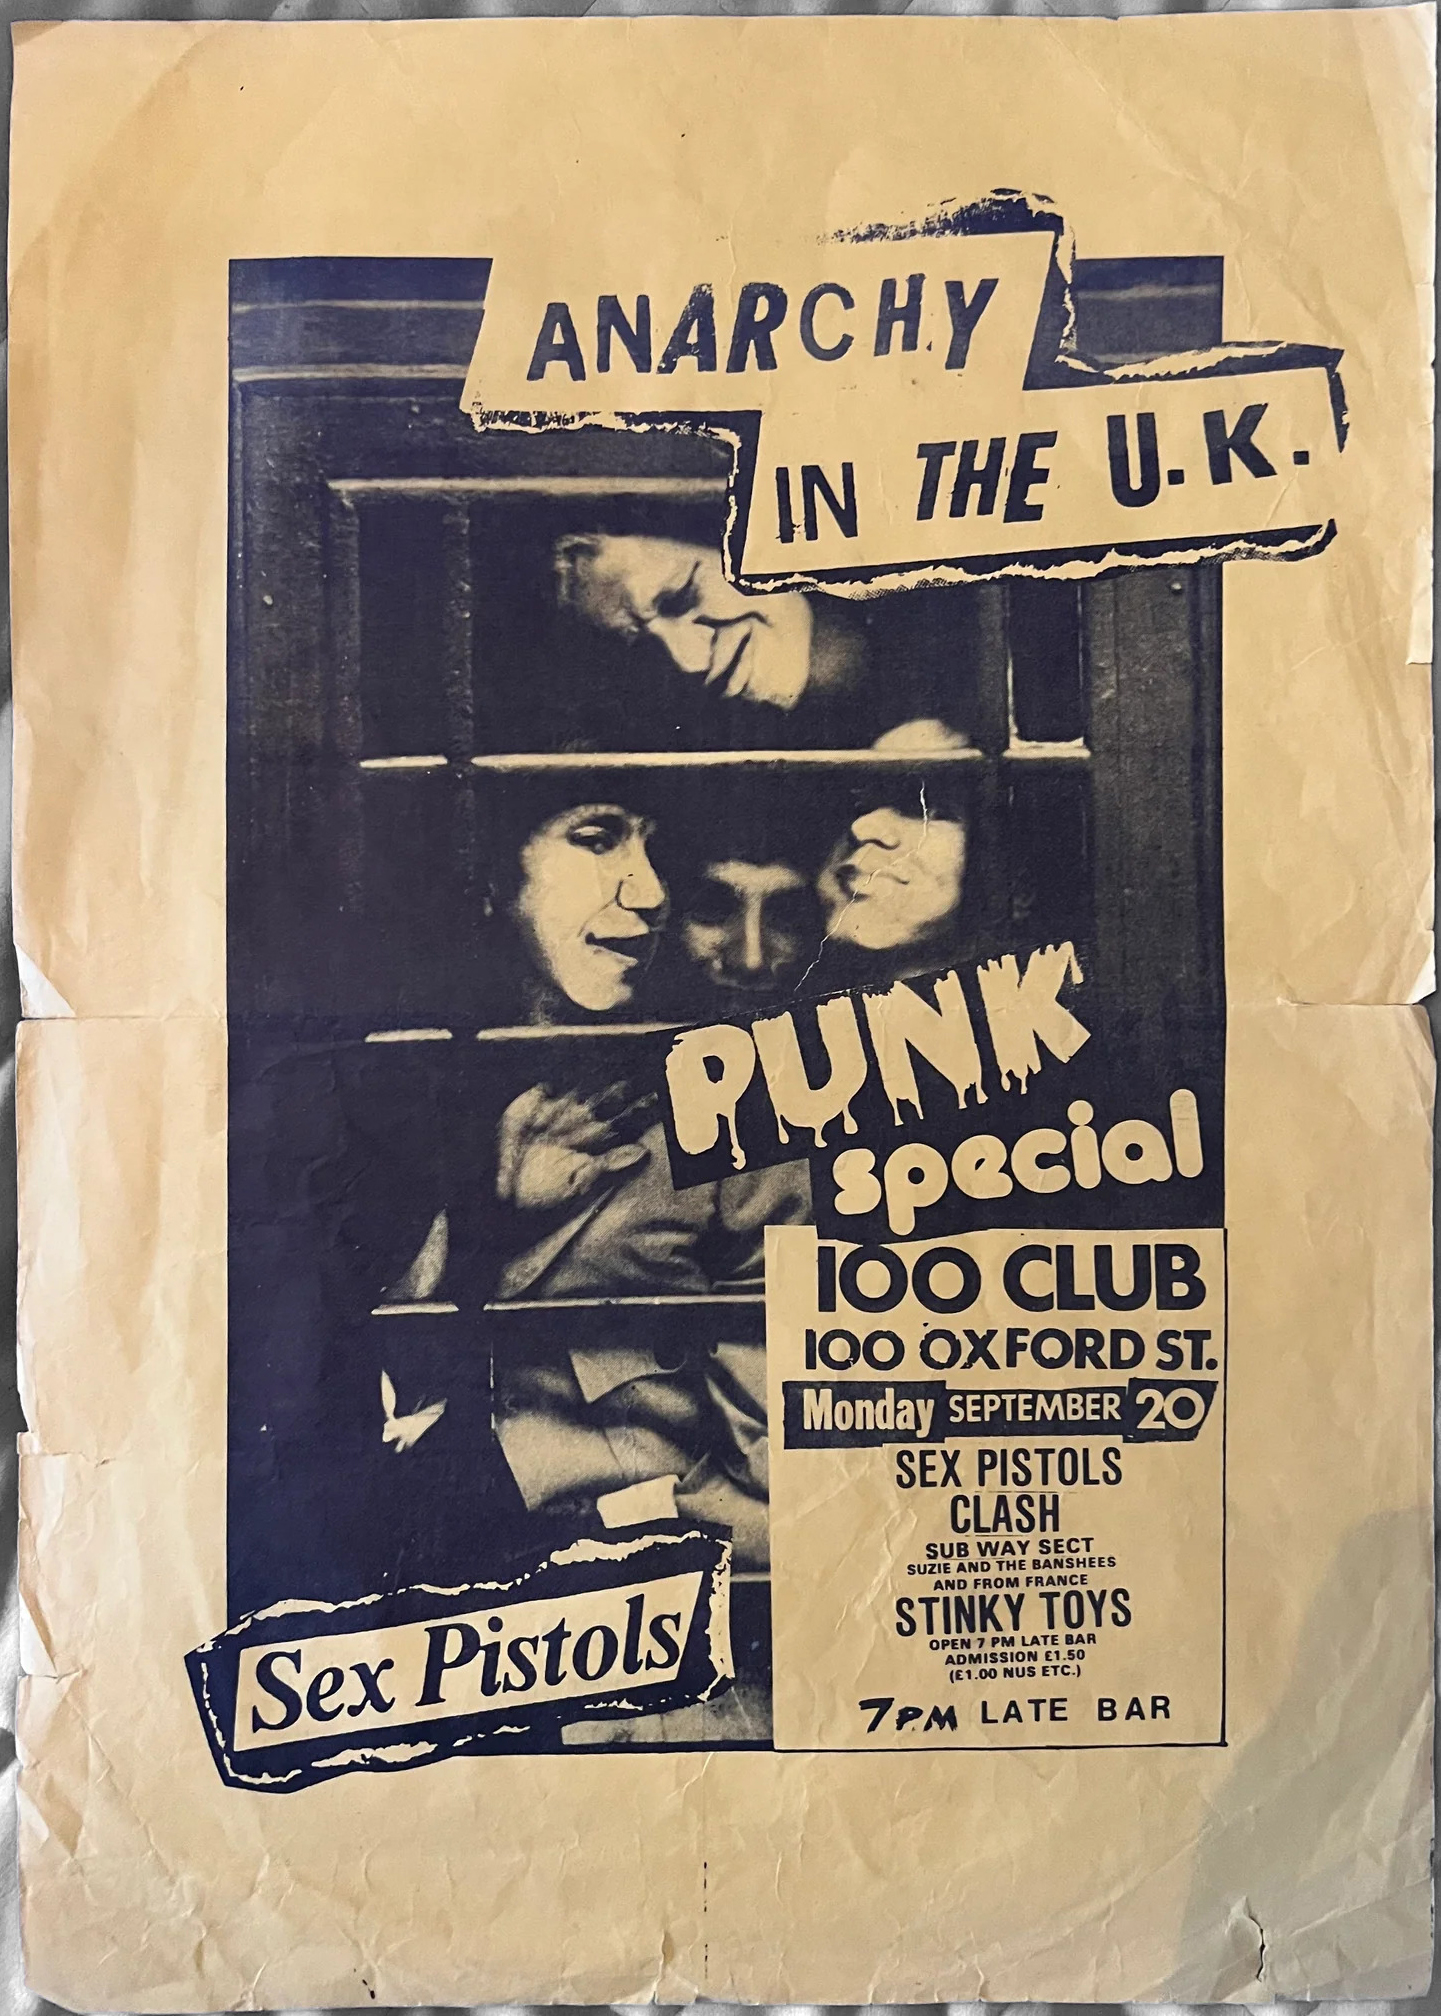 ANARCHY
IN THE U.K.
PUNK
special
100 CLUB
100 OXFORD ST.
Monday SEPTEMBER 20
SEX PISTOLS
CLASH
SUB WAY SECT
SUZIE AND THE BANSHEES
AND FROM FRANCE
STINKY TOYS
OPEN 7 PM LATE BAR
ADMISSION £1.50
(£1.00 NUS ETC.)
7PM LATE BAR
Sex Pistols